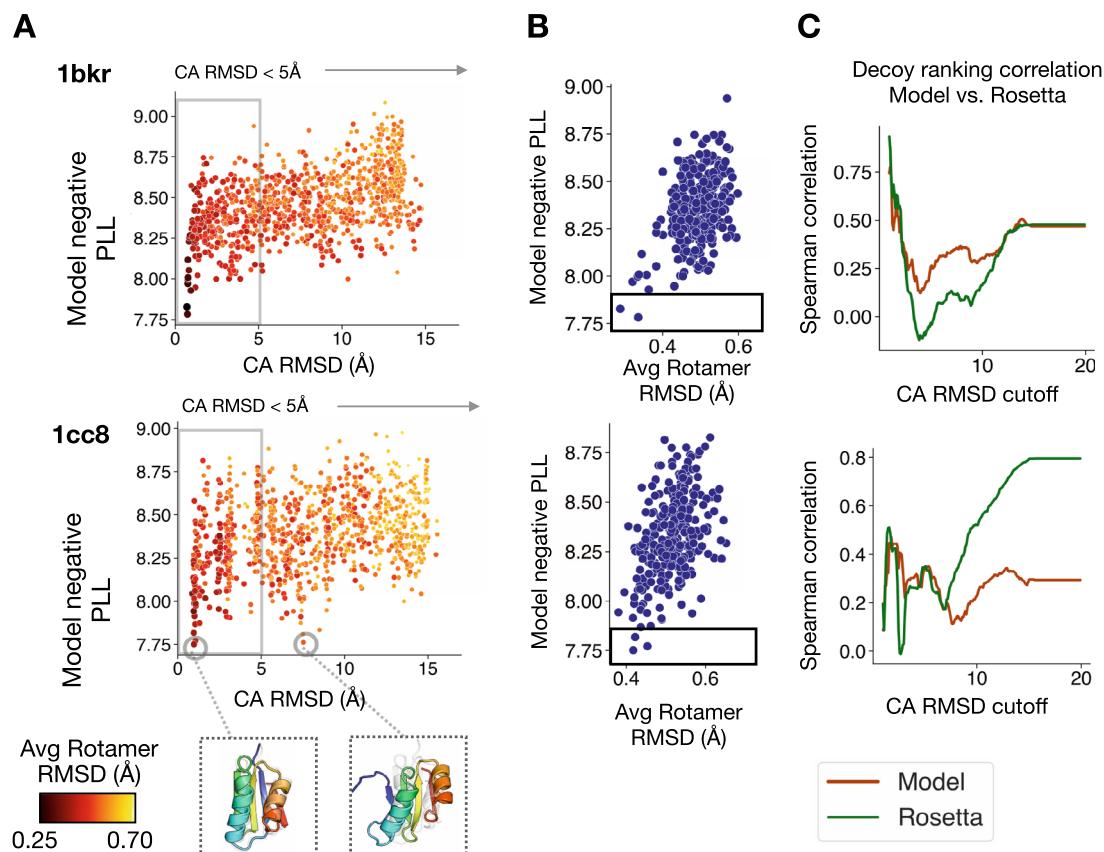 A
B
C
1bkr
CA RMSD < 5Å
Model negative
PLL
9.00
8.75
8.50
8.25
8.00
7.75
0
5
10
15
CA RMSD (Å)
Model negative PLL
9.00
8.75
8.50
8.25
8.00
7.75
0.4
0.6
Avg Rotamer
RMSD (Å)
Decoy ranking correlation
Model vs. Rosetta
Spearman correlation
0.75
0.50
0.25
0.00
10
20
CA RMSD cutoff
1cc8
CA RMSD < 5Å
Model negative
PLL
9.00
8.75
8.50
8.25
8.00
7.75
0
5
10
15
CA RMSD (Å)
Model negative PLL
8.75
8.50
8.25
8.00
7.75
0.4
0.6
Avg Rotamer
RMSD (Å)
Spearman correlation
0.8
0.6
0.4
0.2
0.0
10
20
CA RMSD cutoff
Avg Rotamer
RMSD (Å)
0.25
0.70
Model
Rosetta